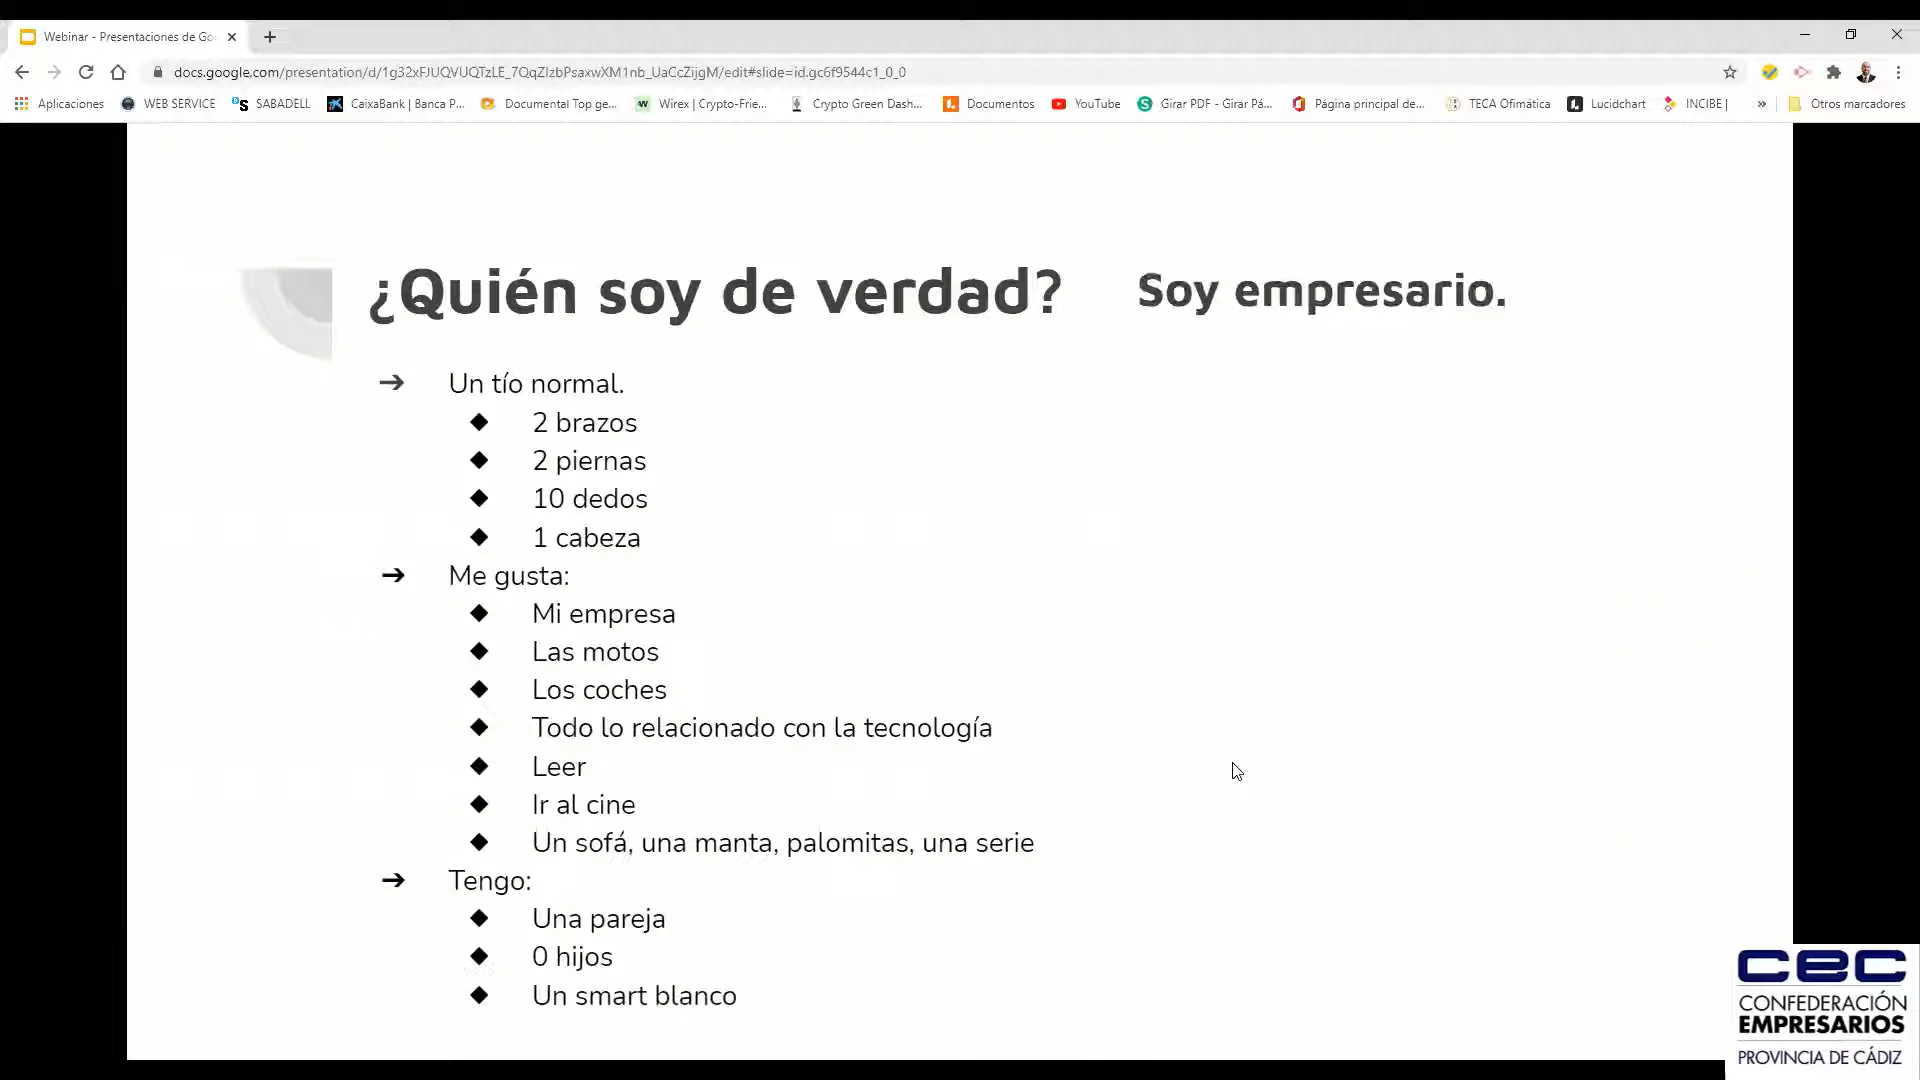 Webinar - Presentaciones de Go
docs.google.com/presentation/d/1g32xFJUQVUQTzLE_7QqZIzbPsaxwXM1nb_UaCcZijgM/edit#slide=id.gc6f9544c1_0_0
Aplicaciones WEB SERVICE SABADELL CaixaBank | Banca P... Documental Top ge... Wirex | Crypto-Frie... Crypto Green Dash... Documentos YouTube Girar PDF - Girar Pá... Página principal de... TECA Ofimática Lucidchart INCIBE | » Otros marcadores
¿Quién soy de verdad? Soy empresario.
➔ Un tío normal.
◆ 2 brazos
◆ 2 piernas
◆ 10 dedos
◆ 1 cabeza
➔ Me gusta:
◆ Mi empresa
◆ Las motos
◆ Los coches
◆ Todo lo relacionado con la tecnología
◆ Leer
◆ Ir al cine
◆ Un sofá, una manta, palomitas, una serie
➔ Tengo:
◆ Una pareja
◆ 0 hijos
◆ Un smart blanco
cec
CONFEDERACIÓN
EMPRESARIOS
PROVINCIA DE CÁDIZ